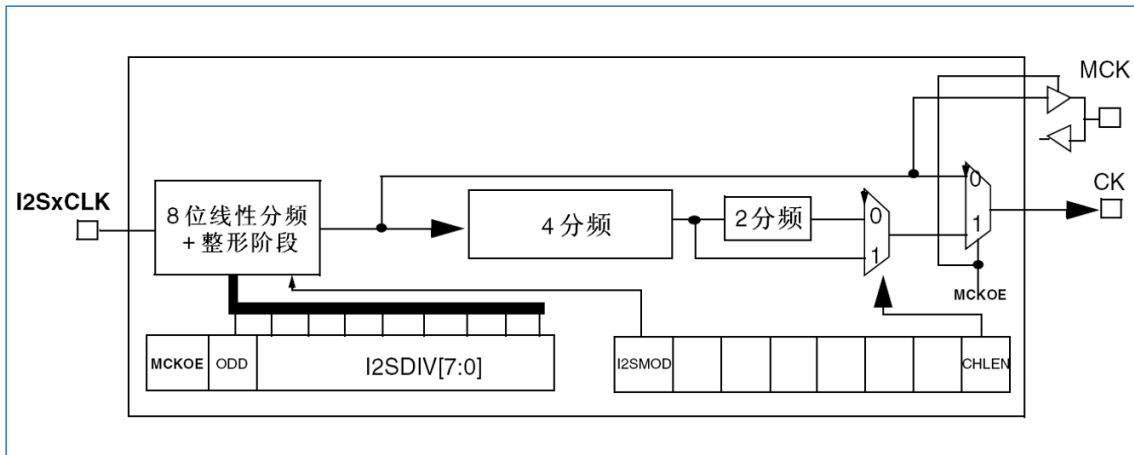 MCK
I2SxCLK
8位线性分频
+整形阶段
4分频
2分频
0
1
0
1
CK
MCKOE
MCKOE
ODD
I2SDIV[7:0]
I2SMOD
CHLEN